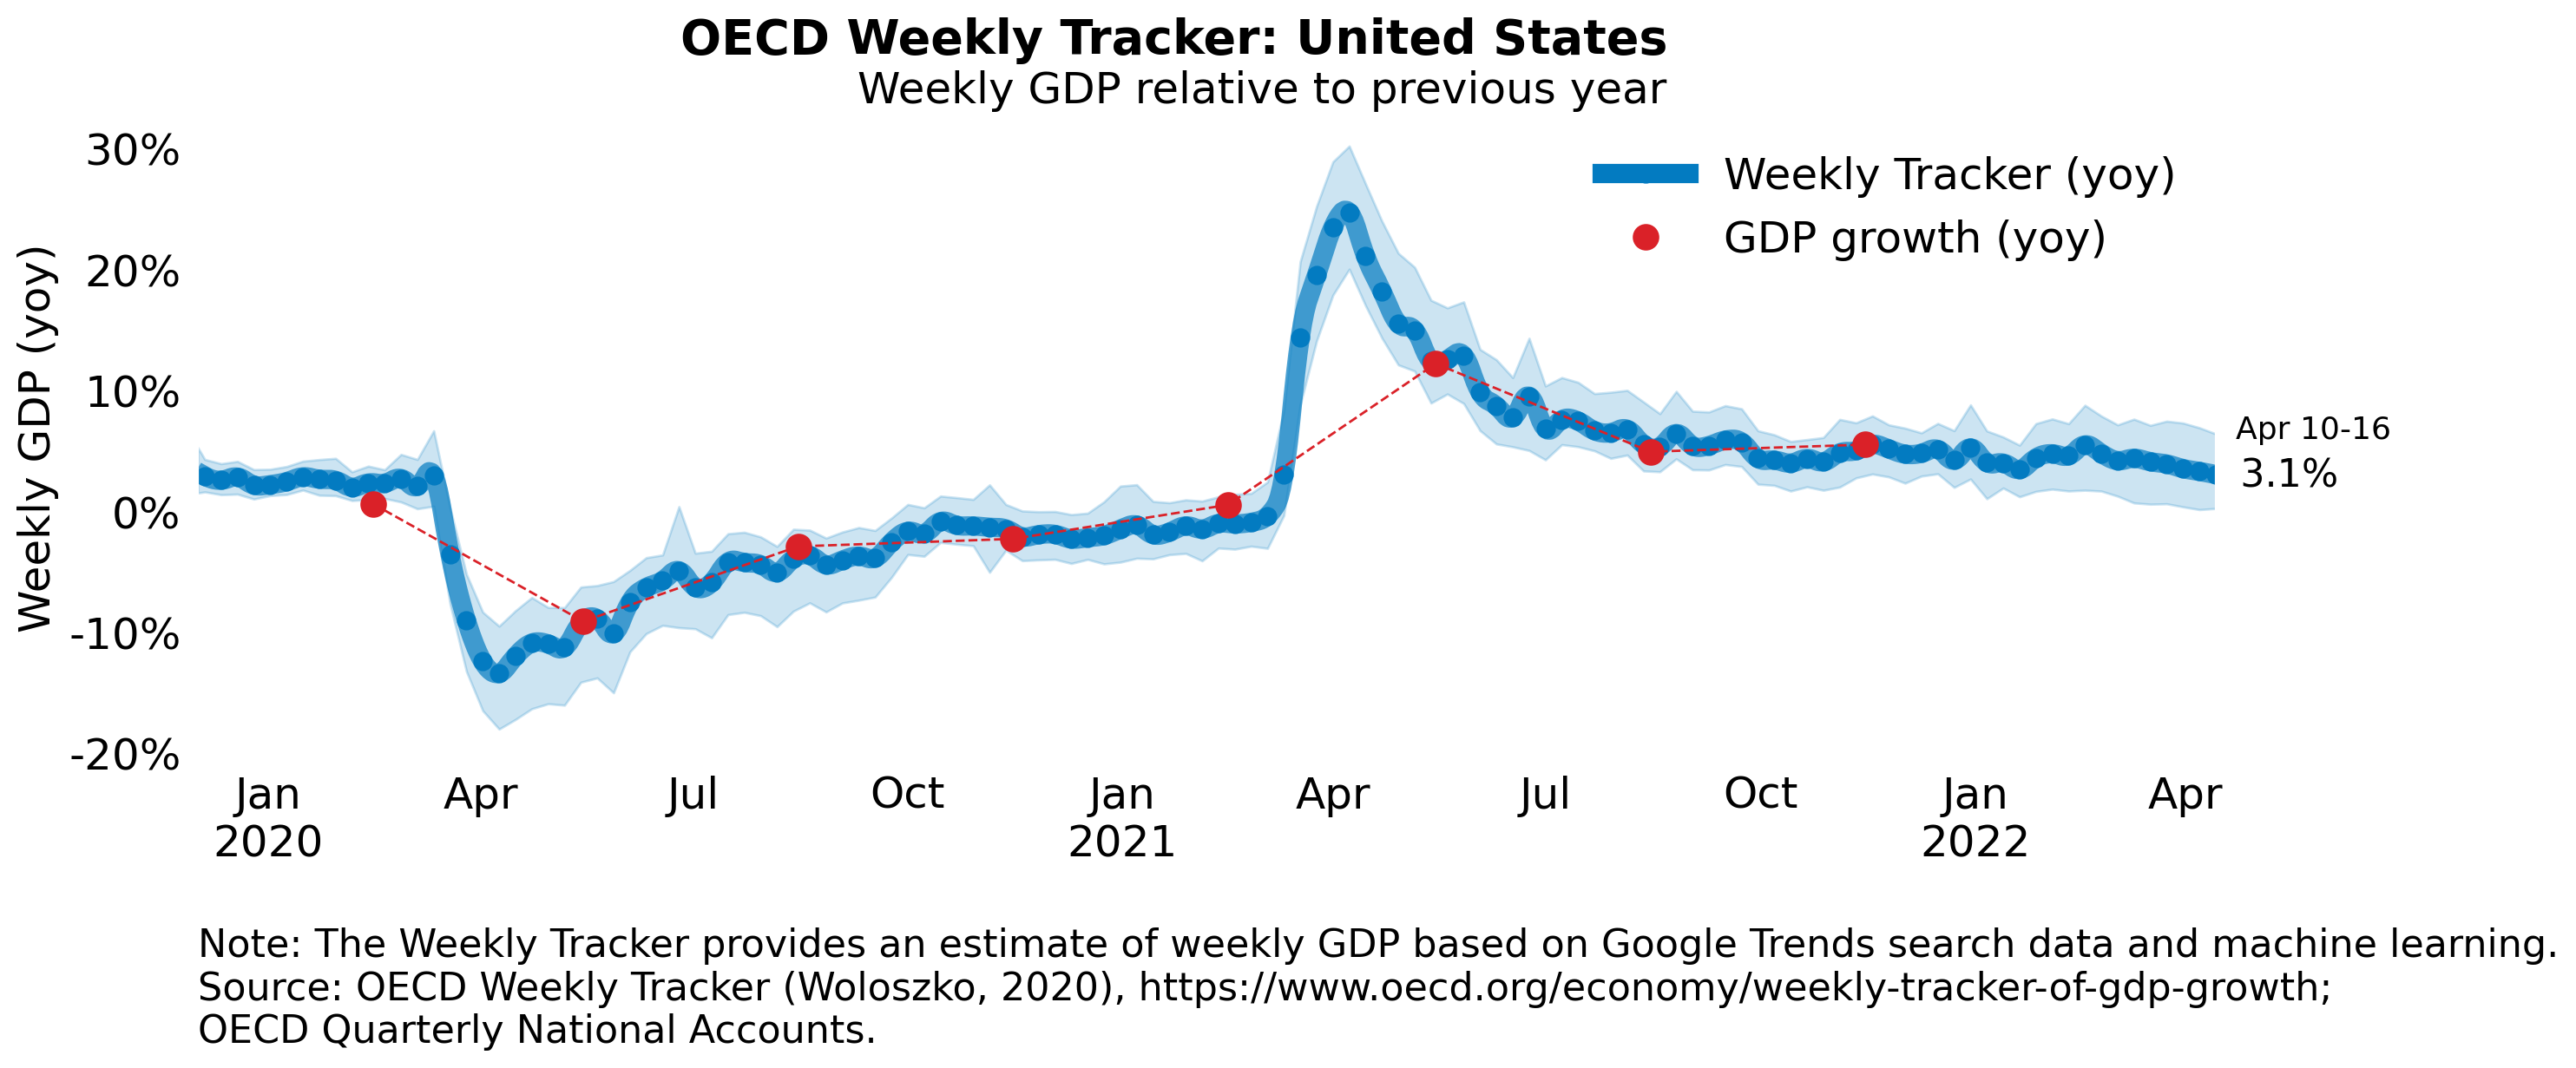 OECD Weekly Tracker: United States
Weekly GDP relative to previous year
Weekly GDP (yoy)
30%
20%
10%
0%
-10%
-20%
Weekly Tracker (yoy)
GDP growth (yoy)
Apr 10-16
3.1%
Jan Apr Jul Oct Jan Apr Jul Oct Jan Apr
2020 2021 2022
Note: The Weekly Tracker provides an estimate of weekly GDP based on Google Trends search data and machine learning.
Source: OECD Weekly Tracker (Woloszko, 2020), https://www.oecd.org/economy/weekly-tracker-of-gdp-growth;
OECD Quarterly National Accounts.